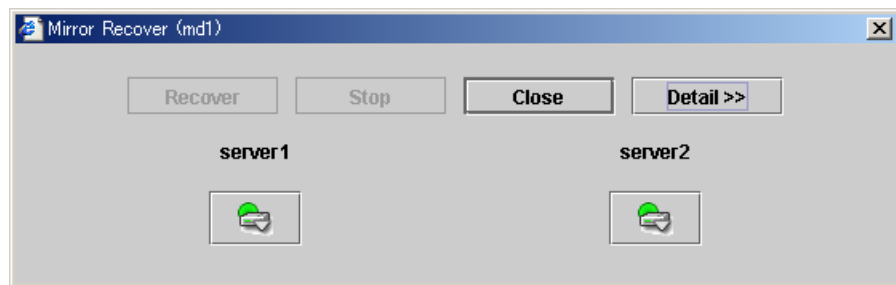 Mirror Recover (md1)
Recover Stop Close Detail >>
server1 server2